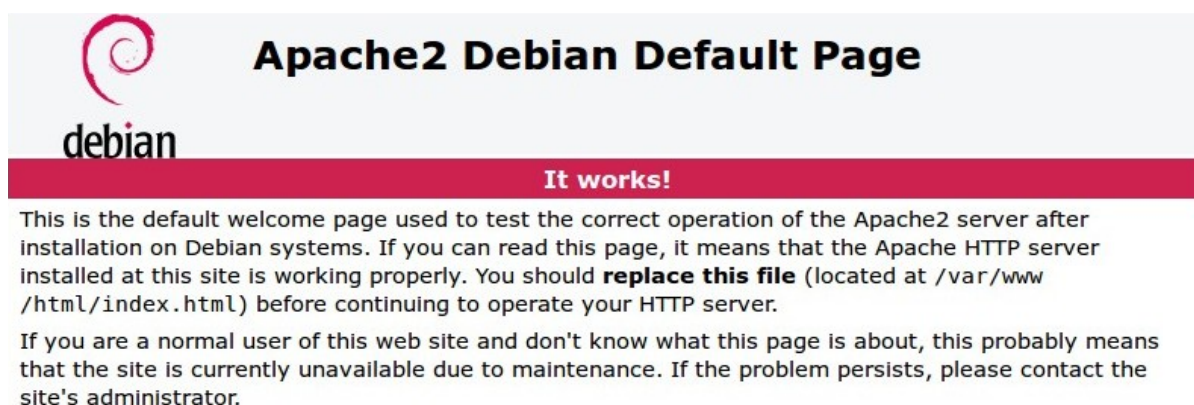 debian
Apache2 Debian Default Page
It works!
This is the default welcome page used to test the correct operation of the Apache2 server after
installation on Debian systems. If you can read this page, it means that the Apache HTTP server
installed at this site is working properly. You should replace this file (located at /var/www
/html/index.html) before continuing to operate your HTTP server.
If you are a normal user of this web site and don't know what this page is about, this probably means
that the site is currently unavailable due to maintenance. If the problem persists, please contact the
site's administrator.